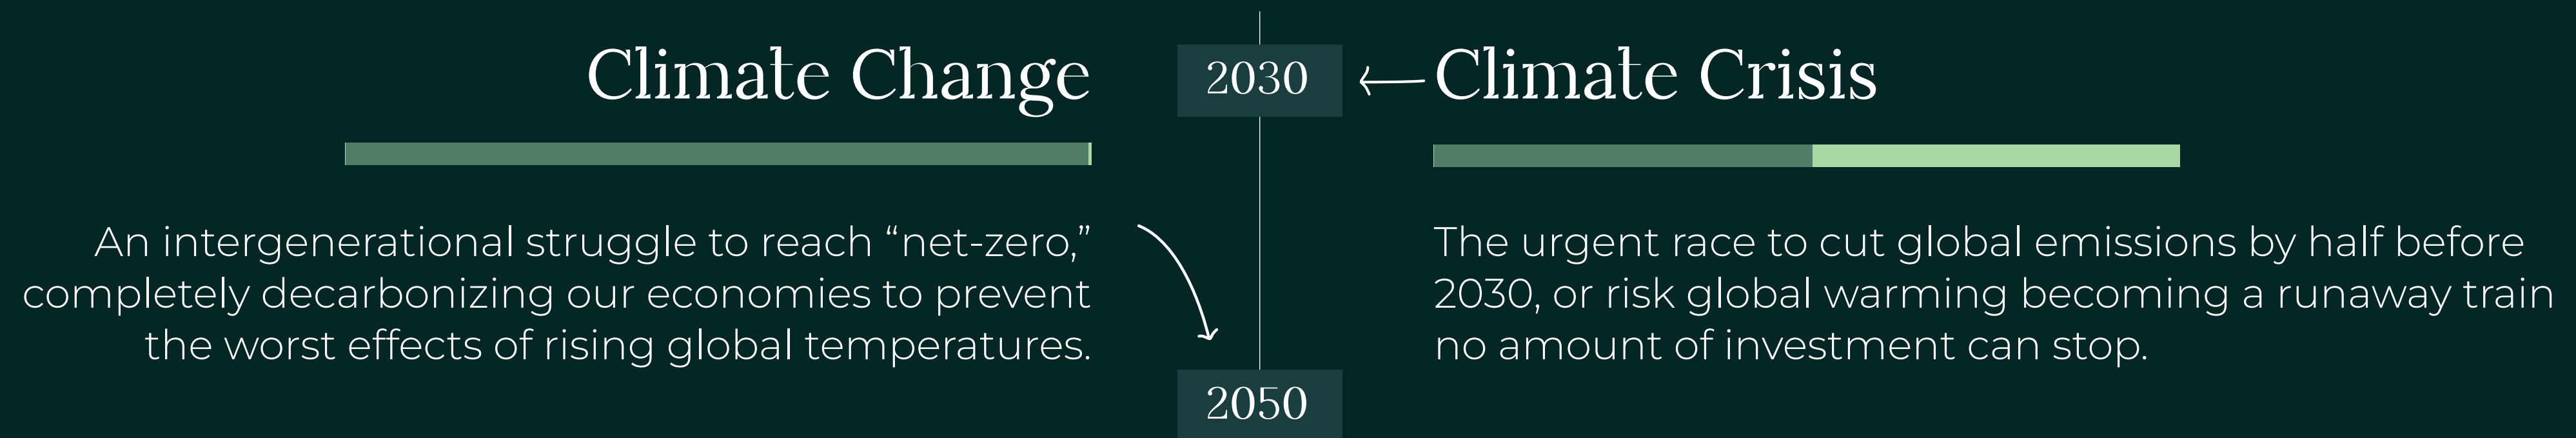 Climate Change
An intergenerational struggle to reach “net-zero,”
completely decarbonizing our economies to prevent
the worst effects of rising global temperatures.
2030
2050
Climate Crisis
The urgent race to cut global emissions by half before
2030, or risk global warming becoming a runaway train
no amount of investment can stop.